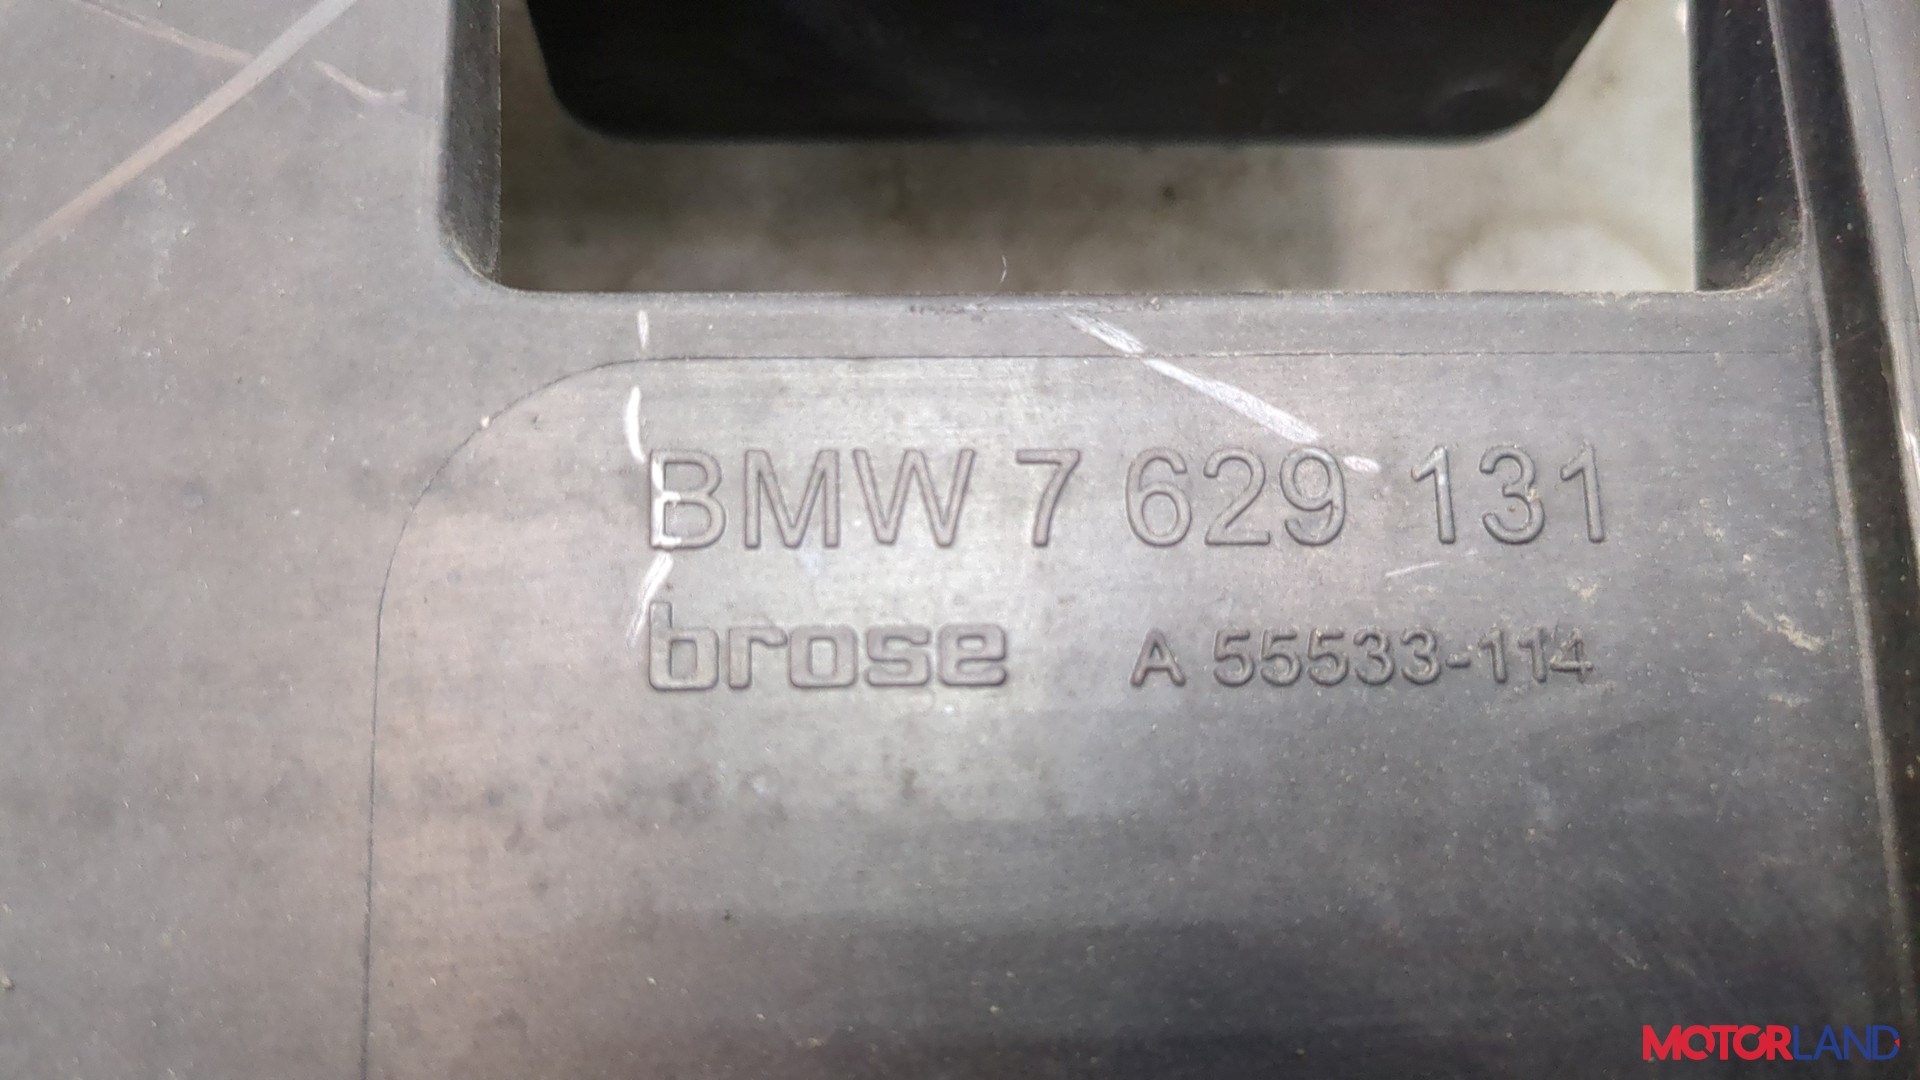 BMW 7 629 131
brose A 55533-114
MOTORLAND